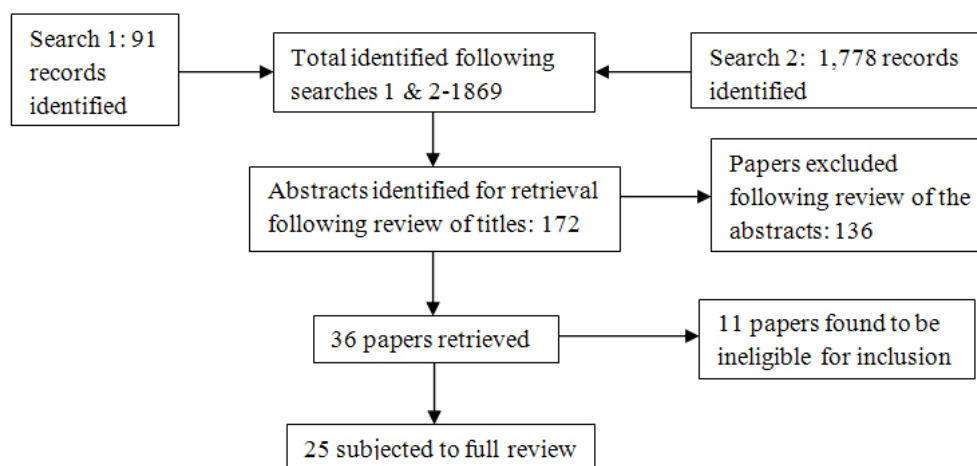 Search 1: 91
records
identified
Total identified following
searches 1 & 2-1869
Search 2: 1,778 records
identified
Abstracts identified for retrieval
following review of titles: 172
Papers excluded
following review of the
abstracts: 136
36 papers retrieved
11 papers found to be
ineligible for inclusion
25 subjected to full review